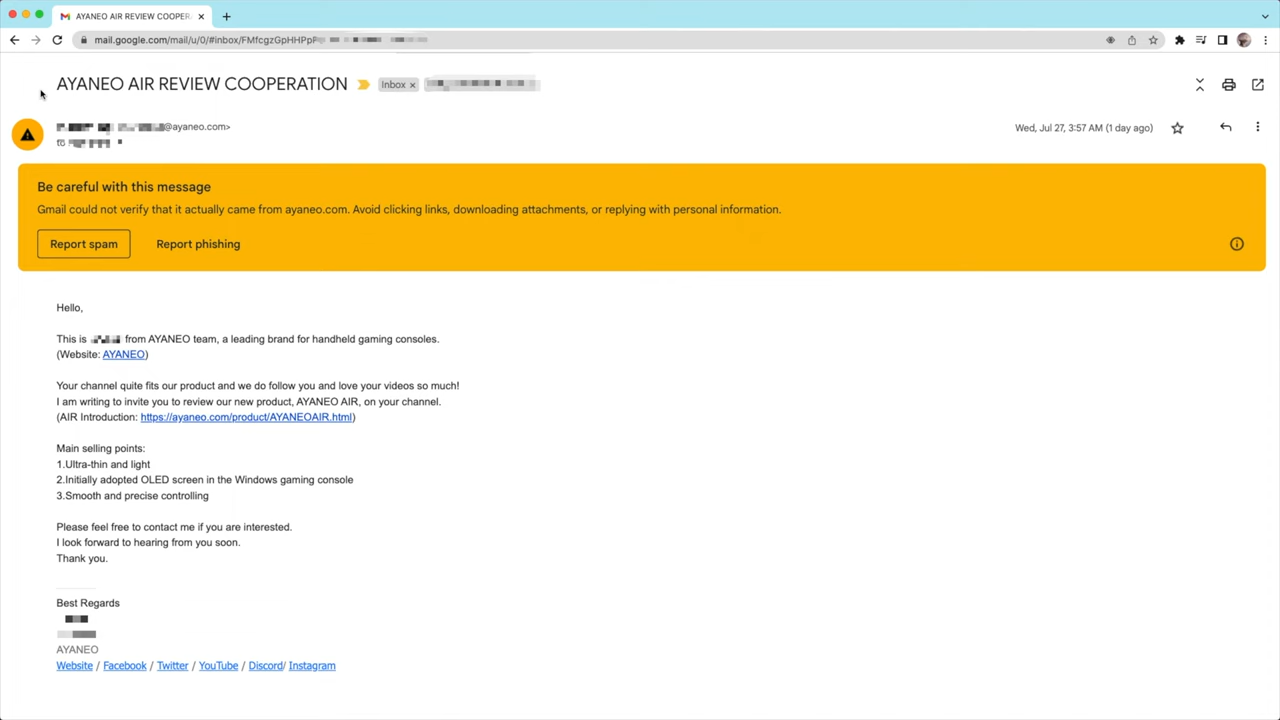 AYANEO AIR REVIEW COOPERA
mail.google.com/mail/u/0/#inbox/FMfcgzGpHHPpP
AYANEO AIR REVIEW COOPERATION Inbox ×
@ayaneo.com> Wed, Jul 27, 3:57 AM (1 day ago)
to
Be careful with this message
Gmail could not verify that it actually came from ayaneo.com. Avoid clicking links, downloading attachments, or replying with personal information.
Report spam Report phishing
Hello,
This is from AYANEO team, a leading brand for handheld gaming consoles.
(Website: AYANEO)
Your channel quite fits our product and we do follow you and love your videos so much!
I am writing to invite you to review our new product, AYANEO AIR, on your channel.
(AIR Introduction: https://ayaneo.com/product/AYANEOAIR.html)
Main selling points:
1.Ultra-thin and light
2.Initially adopted OLED screen in the Windows gaming console
3.Smooth and precise controlling
Please feel free to contact me if you are interested.
I look forward to hearing from you soon.
Thank you.
Best Regards
AYANEO
Website / Facebook / Twitter / YouTube / Discord/ Instagram